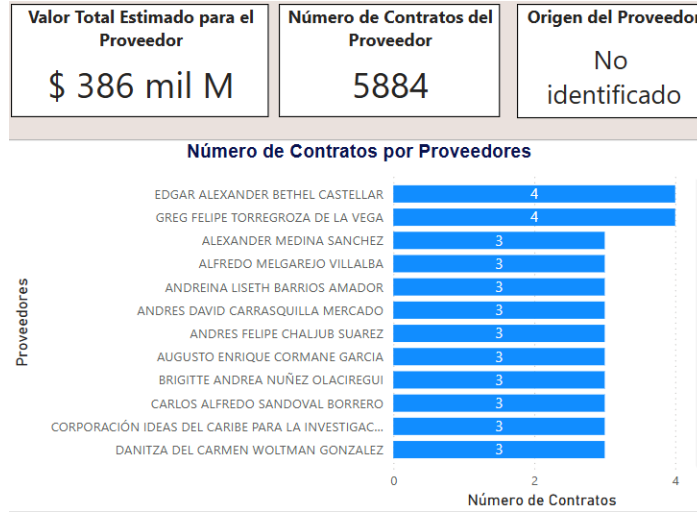 Valor Total Estimado para el
Proveedor
$ 386 mil M
Número de Contratos del
Proveedor
5884
Origen del Proveedor
No
identificado
Número de Contratos por Proveedores
Proveedores
EDGAR ALEXANDER BETHEL CASTELLAR 4
GREG FELIPE TORREGROZA DE LA VEGA 4
ALEXANDER MEDINA SANCHEZ 3
ALFREDO MELGAREJO VILLALBA 3
ANDREINA LISETH BARRIOS AMADOR 3
ANDRES DAVID CARRASQUILLA MERCADO 3
ANDRES FELIPE CHALJUB SUAREZ 3
AUGUSTO ENRIQUE CORMANE GARCIA 3
BRIGITTE ANDREA NUÑEZ OLACIREGUI 3
CARLOS ALFREDO SANDOVAL BORRERO 3
CORPORACIÓN IDEAS DEL CARIBE PARA LA INVESTIGAC... 3
DANITZA DEL CARMEN WOLTMAN GONZALEZ 3
0 2 4
Número de Contratos